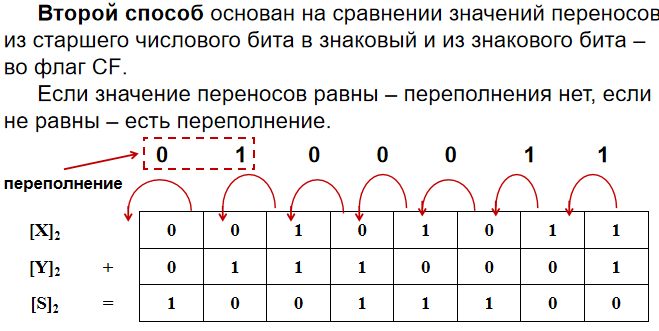 Второй способ основан на сравнении значений переносов
из старшего числового бита в знаковый и из знакового бита –
во флаг CF.
Если значение переносов равны – переполнения нет, если
не равны – есть переполнение.
0 1 0 0 0 1 1
переполнение
[X]2 0 0 1 0 1 0 1 1
[Y]2 + 0 1 1 1 0 0 0 1
[S]2 = 1 0 0 1 1 1 0 0